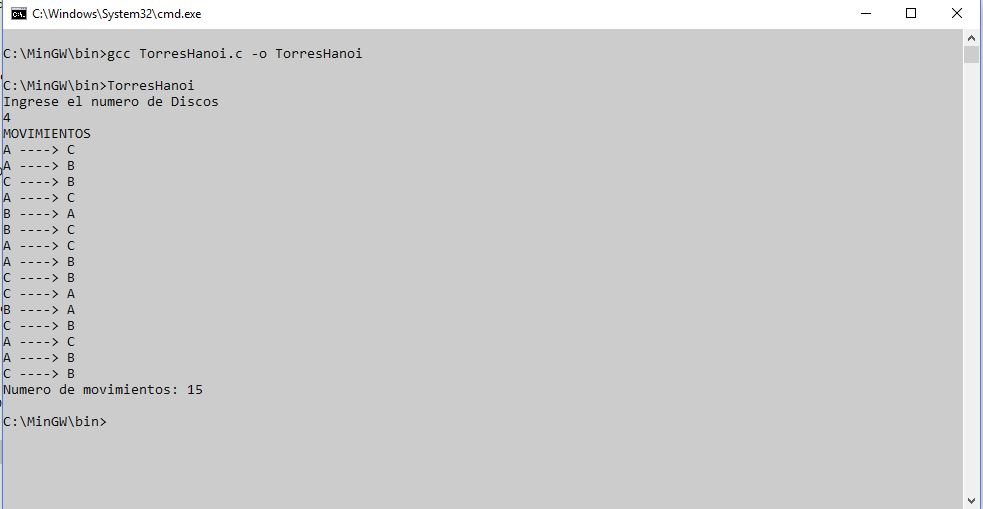 C:\Windows\System32\cmd.exe
C:\MinGW\bin>gcc TorresHanoi.c -o TorresHanoi
C:\MinGW\bin>TorresHanoi
Ingrese el numero de Discos
4
MOVIMIENTOS
A ----> C
A ----> B
C ----> B
A ----> C
B ----> A
B ----> C
A ----> C
A ----> B
C ----> B
C ----> A
B ----> A
C ----> B
A ----> C
A ----> B
C ----> B
Numero de movimientos: 15
C:\MinGW\bin>